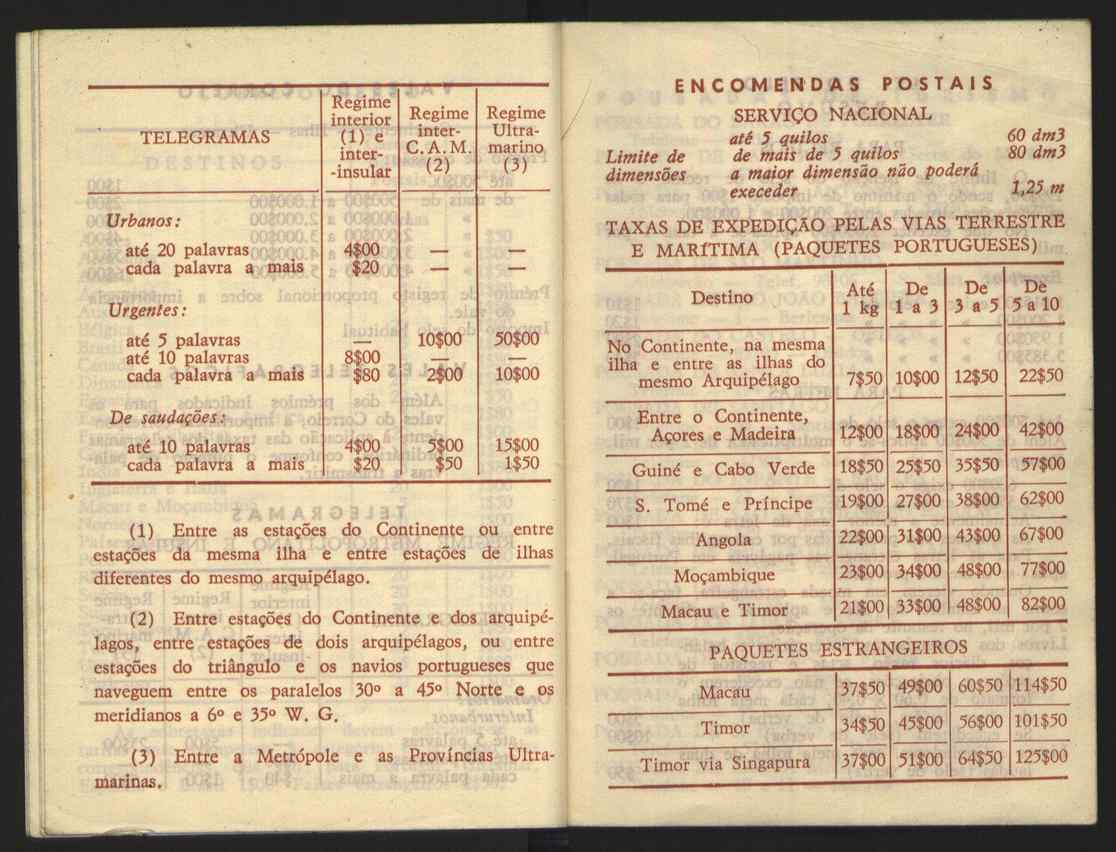 TELEGRAMAS | Regime interior (1) e inter- -insular | Regime inter- C. A. M. (2) | Regime Ultra- marino (3)
Urbanos:
até 20 palavras 4$00 — —
cada palavra a mais $20 — —
Urgentes:
até 5 palavras — 10$00 50$00
até 10 palavras 8$00 — —
cada palavra a mais $80 2$00 10$00
De saudações:
até 10 palavras 4$00 5$00 15$00
cada palavra a mais $20 $50 1$50
(1) Entre as estações do Continente ou entre
estações da mesma ilha e entre estações de ilhas
diferentes do mesmo arquipélago.
(2) Entre estações do Continente e dos arquipé-
lagos, entre estações de dois arquipélagos, ou entre
estações do triângulo e os navios portugueses que
naveguem entre os paralelos 30º a 45º Norte e os
meridianos a 6º e 35º W. G.
(3) Entre a Metrópole e as Províncias Ultra-
marinas.
ENCOMENDAS POSTAIS
SERVIÇO NACIONAL
até 5 quilos 60 dm3
Limite de de mais de 5 quilos 80 dm3
dimensões a maior dimensão não poderá
execeder 1,25 m
TAXAS DE EXPEDIÇÃO PELAS VIAS TERRESTRE
E MARÍTIMA (PAQUETES PORTUGUESES)
Destino | Até 1 kg | De 1 a 3 | De 3 a 5 | De 5 a 10
No Continente, na mesma
ilha e entre as ilhas do
mesmo Arquipélago 7$50 10$00 12$50 22$50
Entre o Continente,
Açores e Madeira 12$00 18$00 24$00 42$00
Guiné e Cabo Verde 18$50 25$50 35$50 57$00
S. Tomé e Príncipe 19$00 27$00 38$00 62$00
Angola 22$00 31$00 43$00 67$00
Moçambique 23$00 34$00 48$00 77$00
Macau e Timor 21$00 33$00 48$00 82$00
PAQUETES ESTRANGEIROS
Macau 37$50 49$00 60$50 114$50
Timor 34$50 45$00 56$00 101$50
Timor via Singapura 37$00 51$00 64$50 125$00